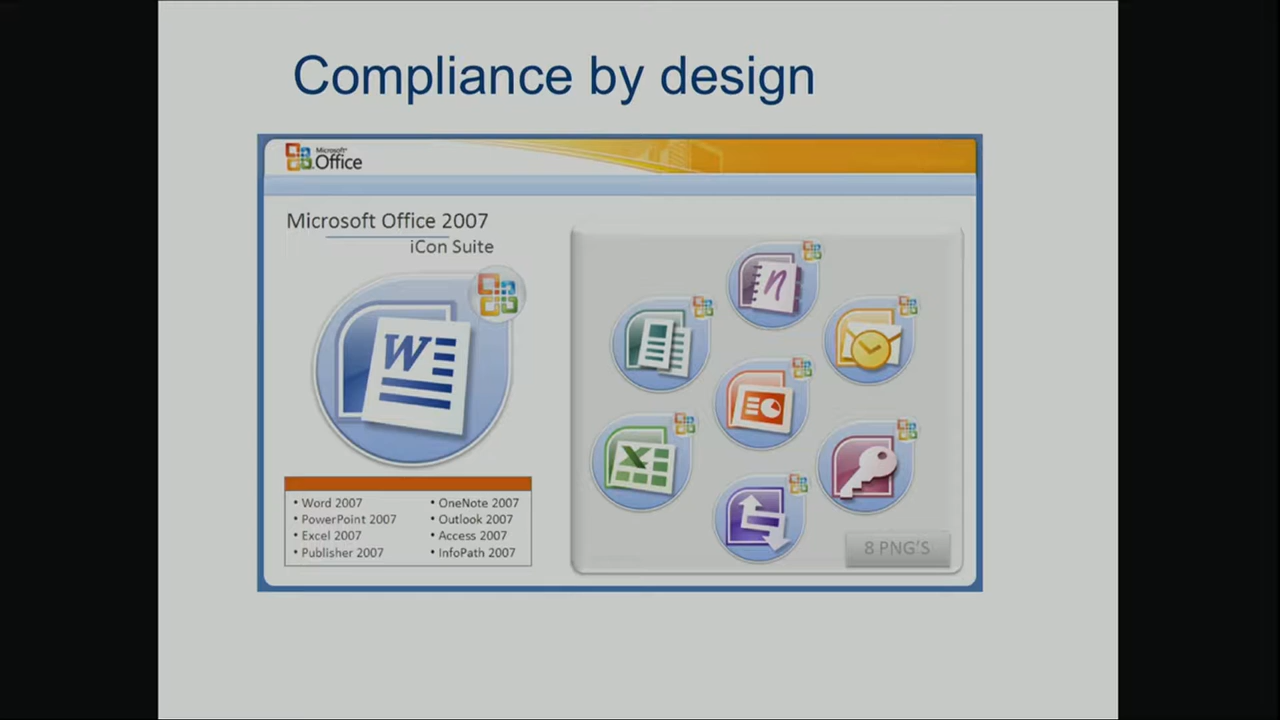 Compliance by design
Microsoft
Office
Microsoft Office 2007
iCon Suite
W
n
X
• Word 2007
• PowerPoint 2007
• Excel 2007
• Publisher 2007
• OneNote 2007
• Outlook 2007
• Access 2007
• InfoPath 2007
8 PNG'S